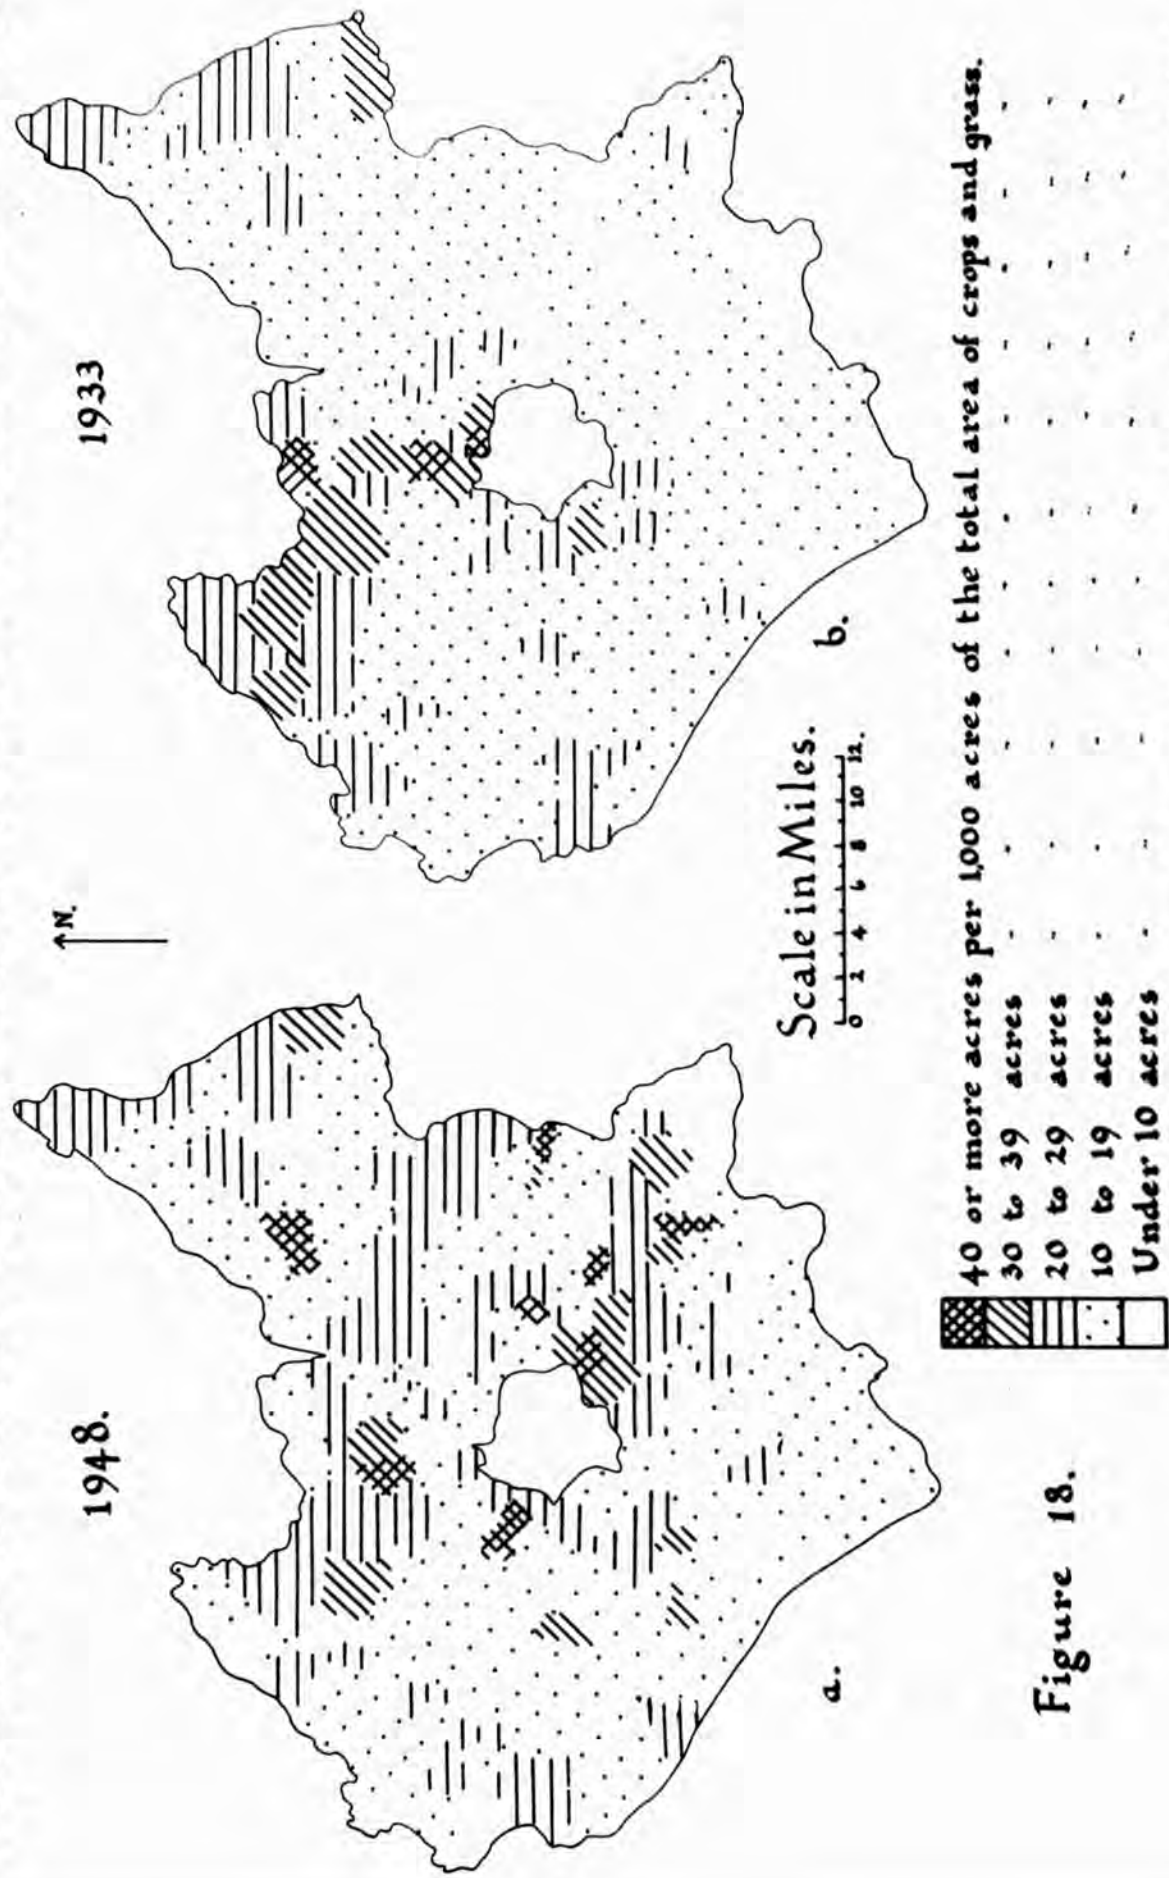 1948.
1933
N.
a.
b.
Scale in Miles.
0 2 4 6 8 10 12.
Figure 18.
40 or more acres per 1,000 acres of the total area of crops and grass.
30 to 39 acres - - - - - - - - - -
20 to 29 acres - - - - - - - - - -
10 to 19 acres - - - - - - - - - -
Under 10 acres - - - - - - - - - -